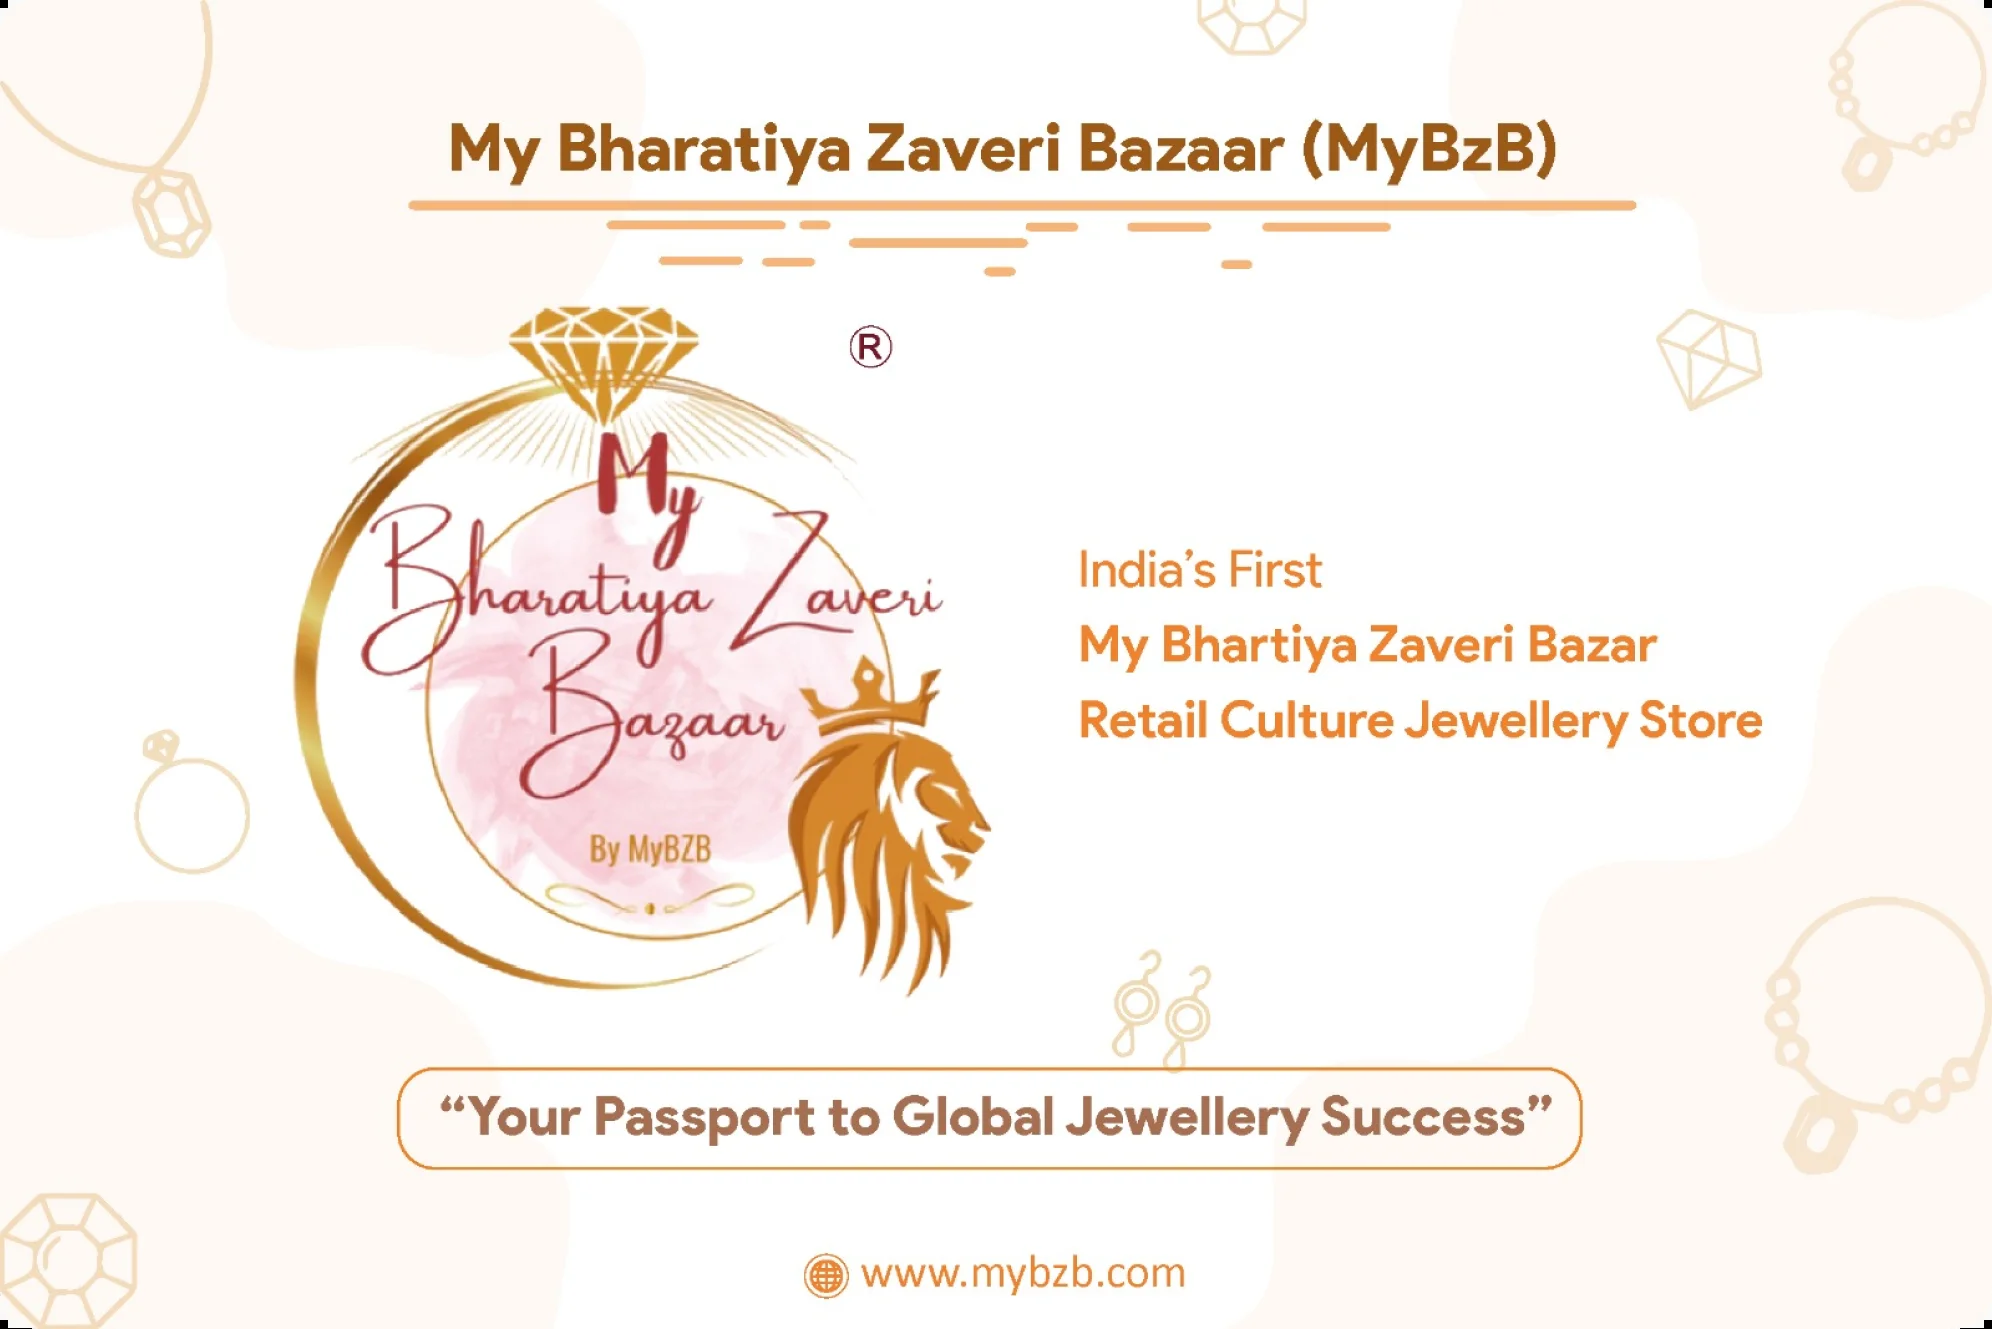 My Bharatiya Zaveri Bazaar (MyBzB)
®
My
Bharatiya Zaveri
Bazaar
By MyBZB
India’s First
My Bhartiya Zaveri Bazar
Retail Culture Jewellery Store
“Your Passport to Global Jewellery Success”
www.mybzb.com